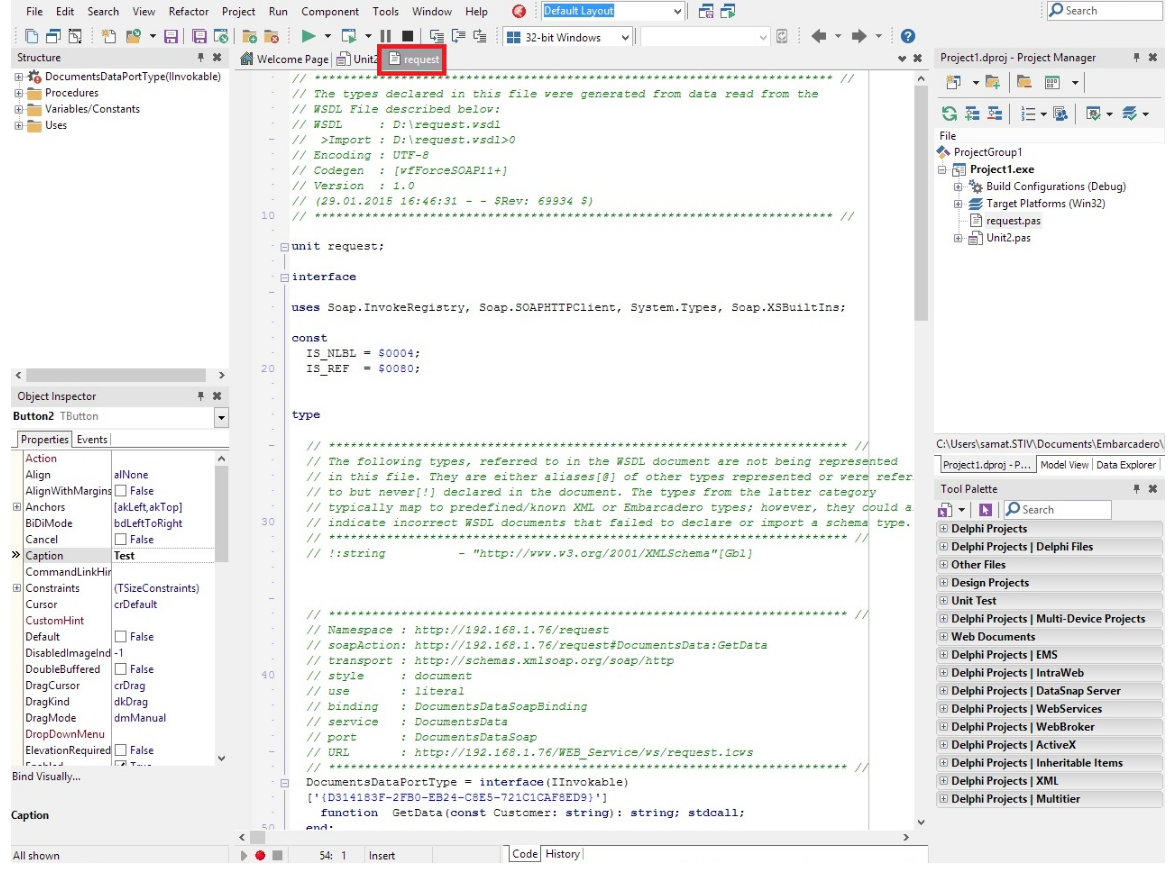 File Edit Search View Refactor Project Run Component Tools Window Help Default Layout Search
32-bit Windows
Structure
DocumentsDataPortType(IInvokable)
Procedures
Variables/Constants
Uses
Object Inspector
Button2 TButton
Properties Events
Action
Align alNone
AlignWithMargins False
Anchors [akLeft,akTop]
BiDiMode bdLeftToRight
Cancel False
Caption Test
CommandLinkHin
Constraints (TSizeConstraints)
Cursor crDefault
CustomHint
Default False
DisabledImageInd -1
DoubleBuffered False
DragCursor crDrag
DragKind dkDrag
DragMode dmManual
DropDownMenu
ElevationRequired False
Enabled True
Bind Visually...
Caption
All shown
Welcome Page Unit2 request
// ************************************************************************ //
// The types declared in this file were generated from data read from the
// WSDL File described below:
// WSDL : D:\request.wsdl
// >Import : D:\request.wsdl>0
// Encoding : UTF-8
// Codegen : [wfForceSOAP11+]
// Version : 1.0
// (29.01.2015 16:46:31 - - $Rev: 69934 $)
10 // ************************************************************************ //
unit request;
interface
uses Soap.InvokeRegistry, Soap.SOAPHTTPClient, System.Types, Soap.XSBuiltIns;
const
IS_NLBL = $0004;
20 IS_REF = $0080;
type
// ************************************************************************ //
// The following types, referred to in the WSDL document are not being represented
// in this file. They are either aliases[@] of other types represented or were refer
// to but never[!] declared in the document. The types from the latter category
// typically map to predefined/known XML or Embarcadero types; however, they could a
30 // indicate incorrect WSDL documents that failed to declare or import a schema type.
// ************************************************************************ //
// !:string - "http://www.w3.org/2001/XMLSchema"[Gbl]
// ************************************************************************ //
// Namespace : http://192.168.1.76/request
// soapAction: http://192.168.1.76/request#DocumentsData:GetData
// transport : http://schemas.xmlsoap.org/soap/http
40 // style : document
// use : literal
// binding : DocumentsDataSoapBinding
// service : DocumentsData
// port : DocumentsDataSoap
// URL : http://192.168.1.76/WEB_Service/ws/request.1cws
// ************************************************************************ //
DocumentsDataPortType = interface(IInvokable)
['{D314183F-2FB0-EB24-C8E5-721C1CAF8ED9}']
function GetData(const Customer: string): string; stdcall;
50 end;
54: 1 Insert Code History
Project1.dproj - Project Manager
File
ProjectGroup1
Project1.exe
Build Configurations (Debug)
Target Platforms (Win32)
request.pas
Unit2.pas
C:\Users\samat.STIV\Documents\Embarcadero\
Project1.dproj - P... Model View Data Explorer
Tool Palette
Search
Delphi Projects
Delphi Projects | Delphi Files
Other Files
Design Projects
Unit Test
Delphi Projects | Multi-Device Projects
Web Documents
Delphi Projects | EMS
Delphi Projects | IntraWeb
Delphi Projects | DataSnap Server
Delphi Projects | WebServices
Delphi Projects | WebBroker
Delphi Projects | ActiveX
Delphi Projects | Inheritable Items
Delphi Projects | XML
Delphi Projects | Multitier